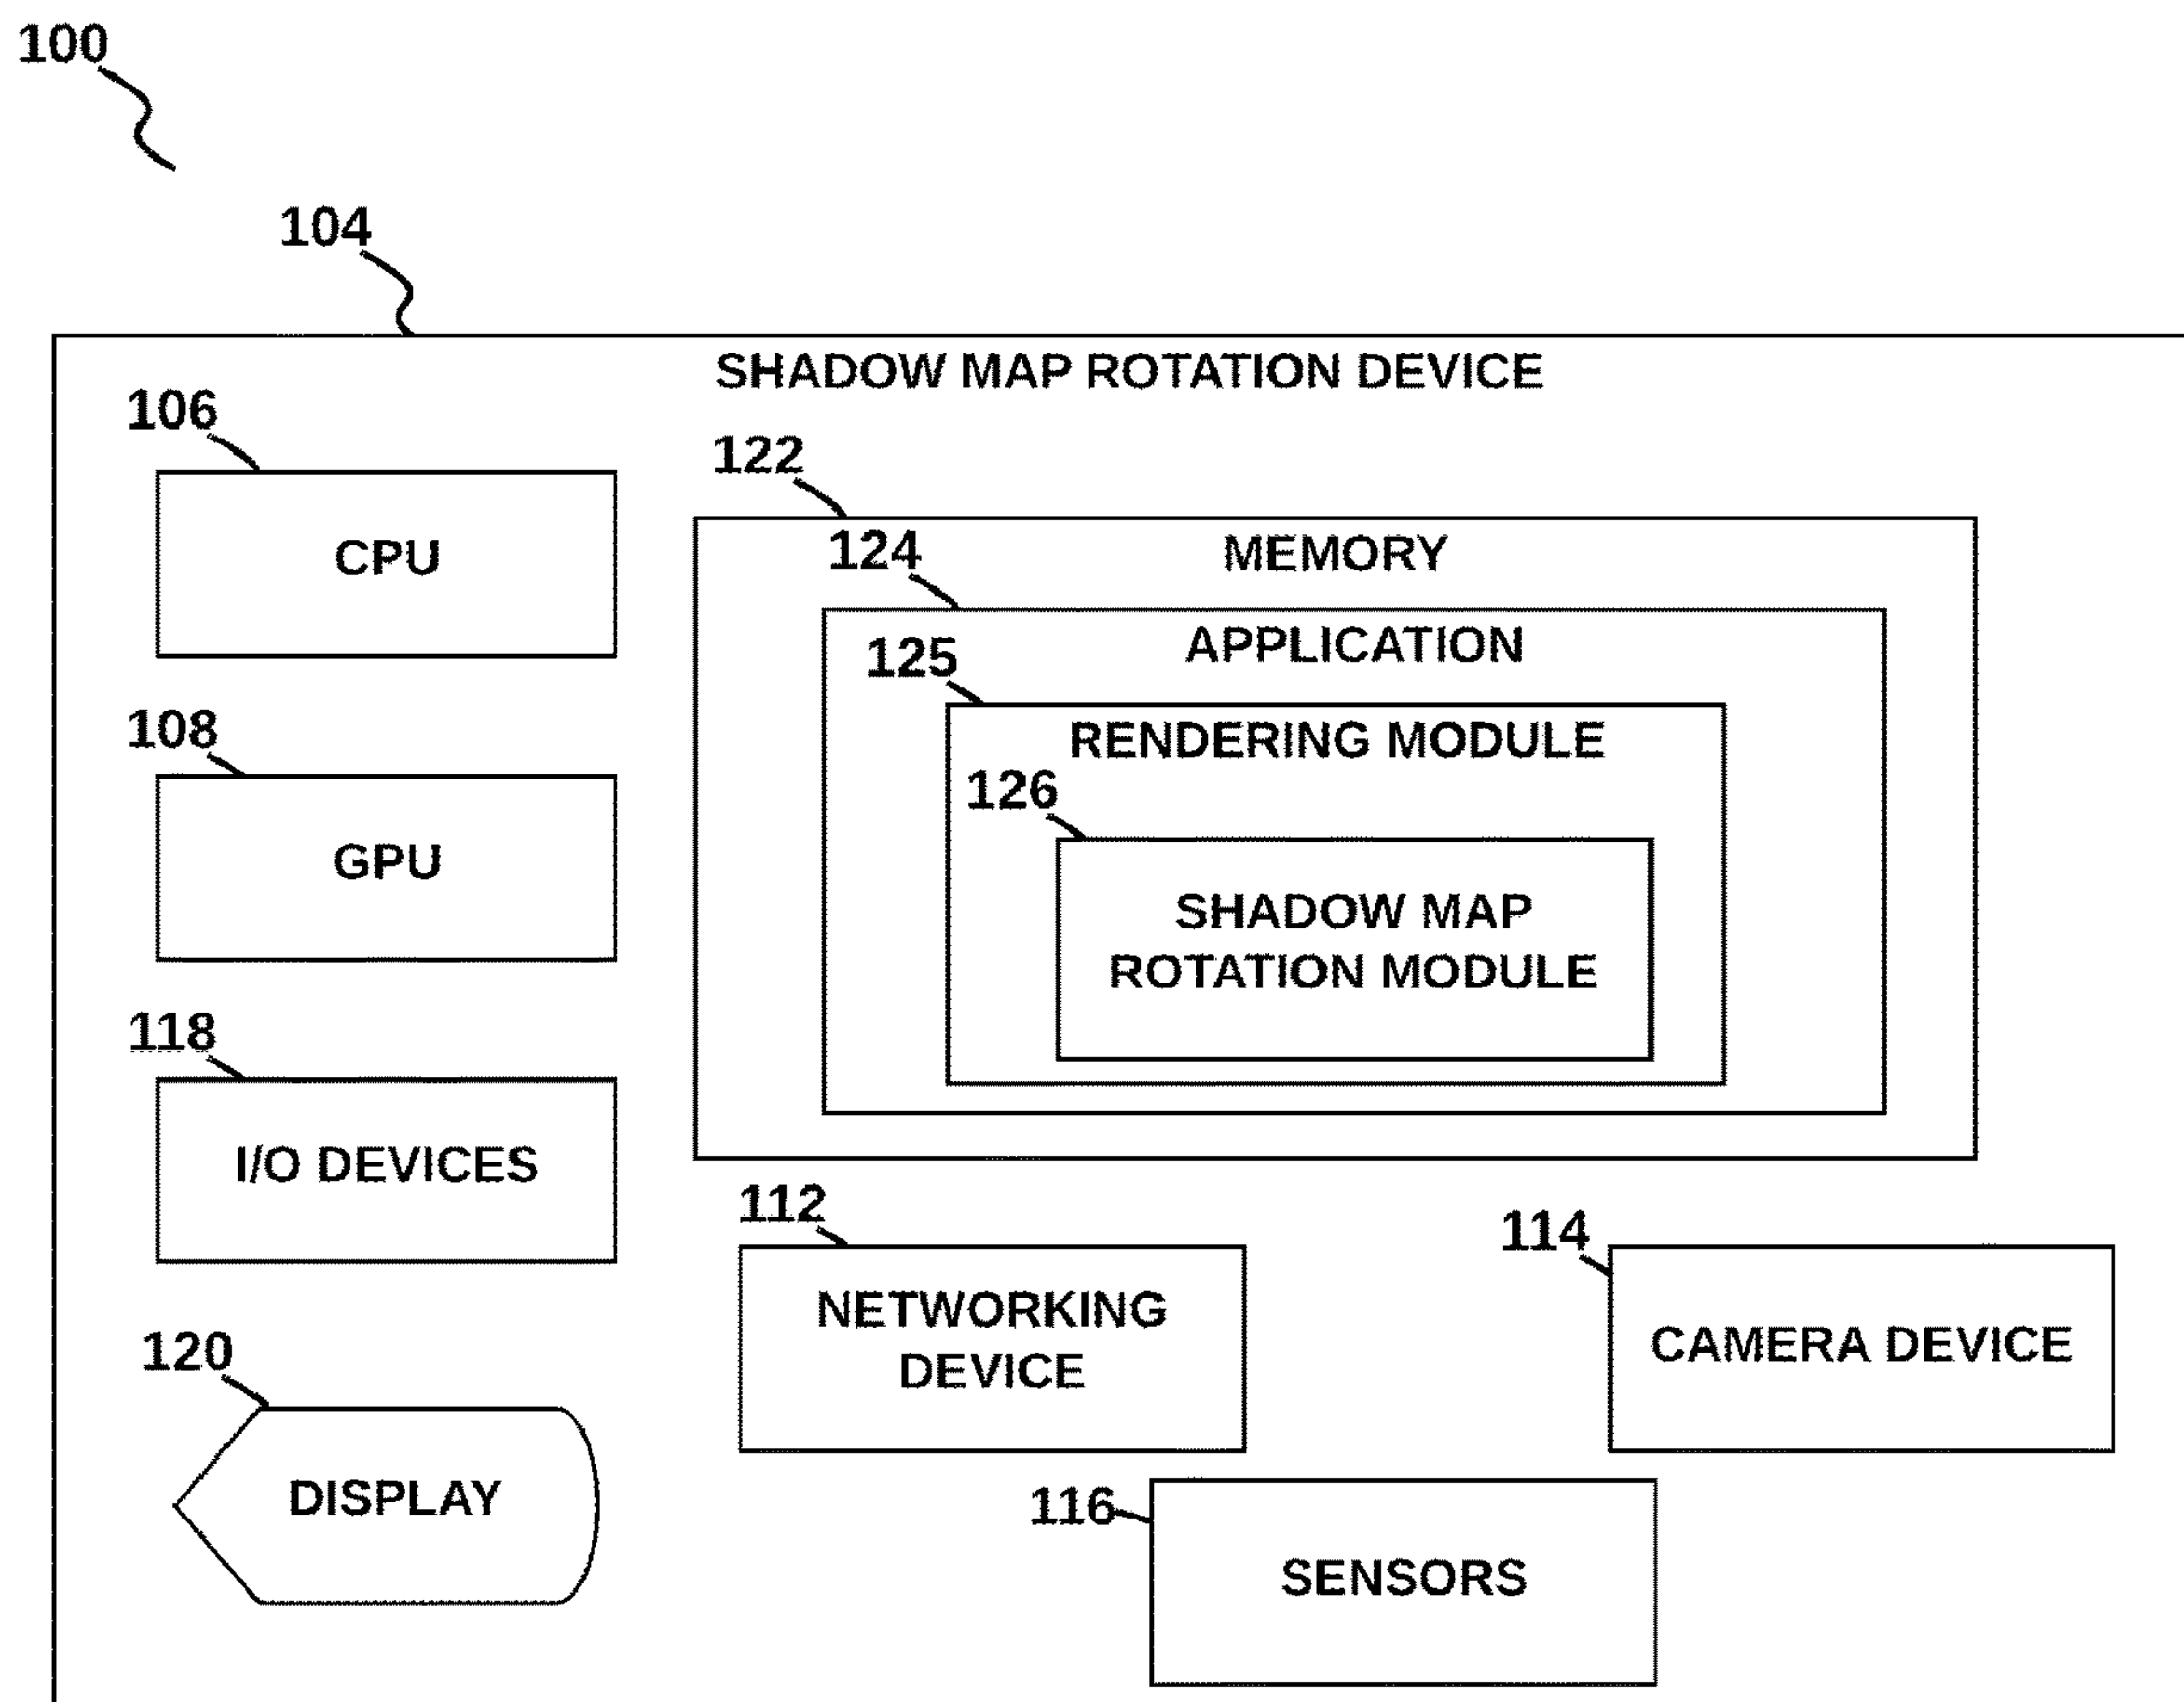 100
104
SHADOW MAP ROTATION DEVICE
106
CPU
122
MEMORY
124
APPLICATION
125
RENDERING MODULE
126
SHADOW MAP
ROTATION MODULE
108
GPU
118
I/O DEVICES
112
NETWORKING
DEVICE
114
CAMERA DEVICE
120
DISPLAY
116
SENSORS